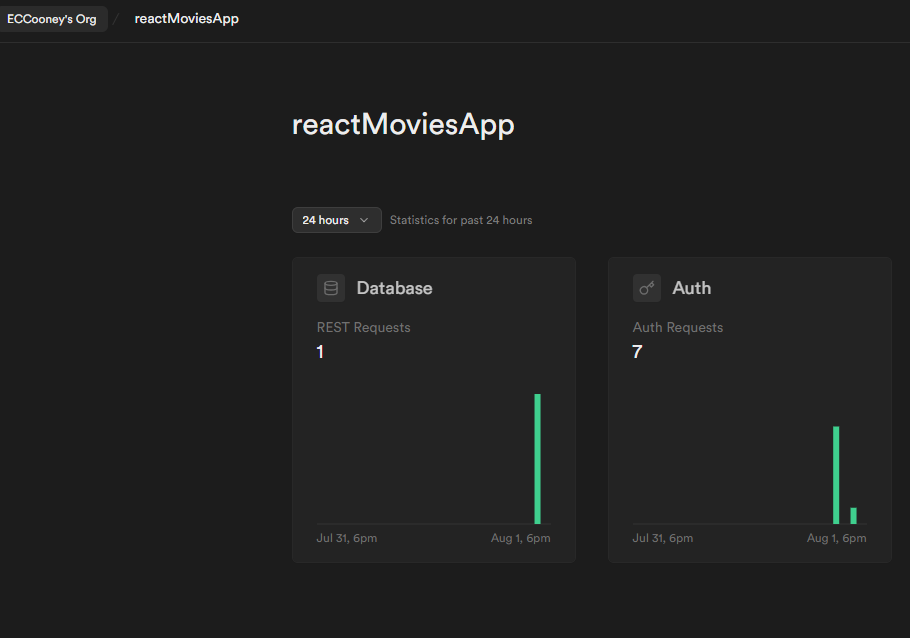 ECCooney's Org / reactMoviesApp
reactMoviesApp
24 hours Statistics for past 24 hours
Database
REST Requests
1
Jul 31, 6pm Aug 1, 6pm
Auth
Auth Requests
7
Jul 31, 6pm Aug 1, 6pm